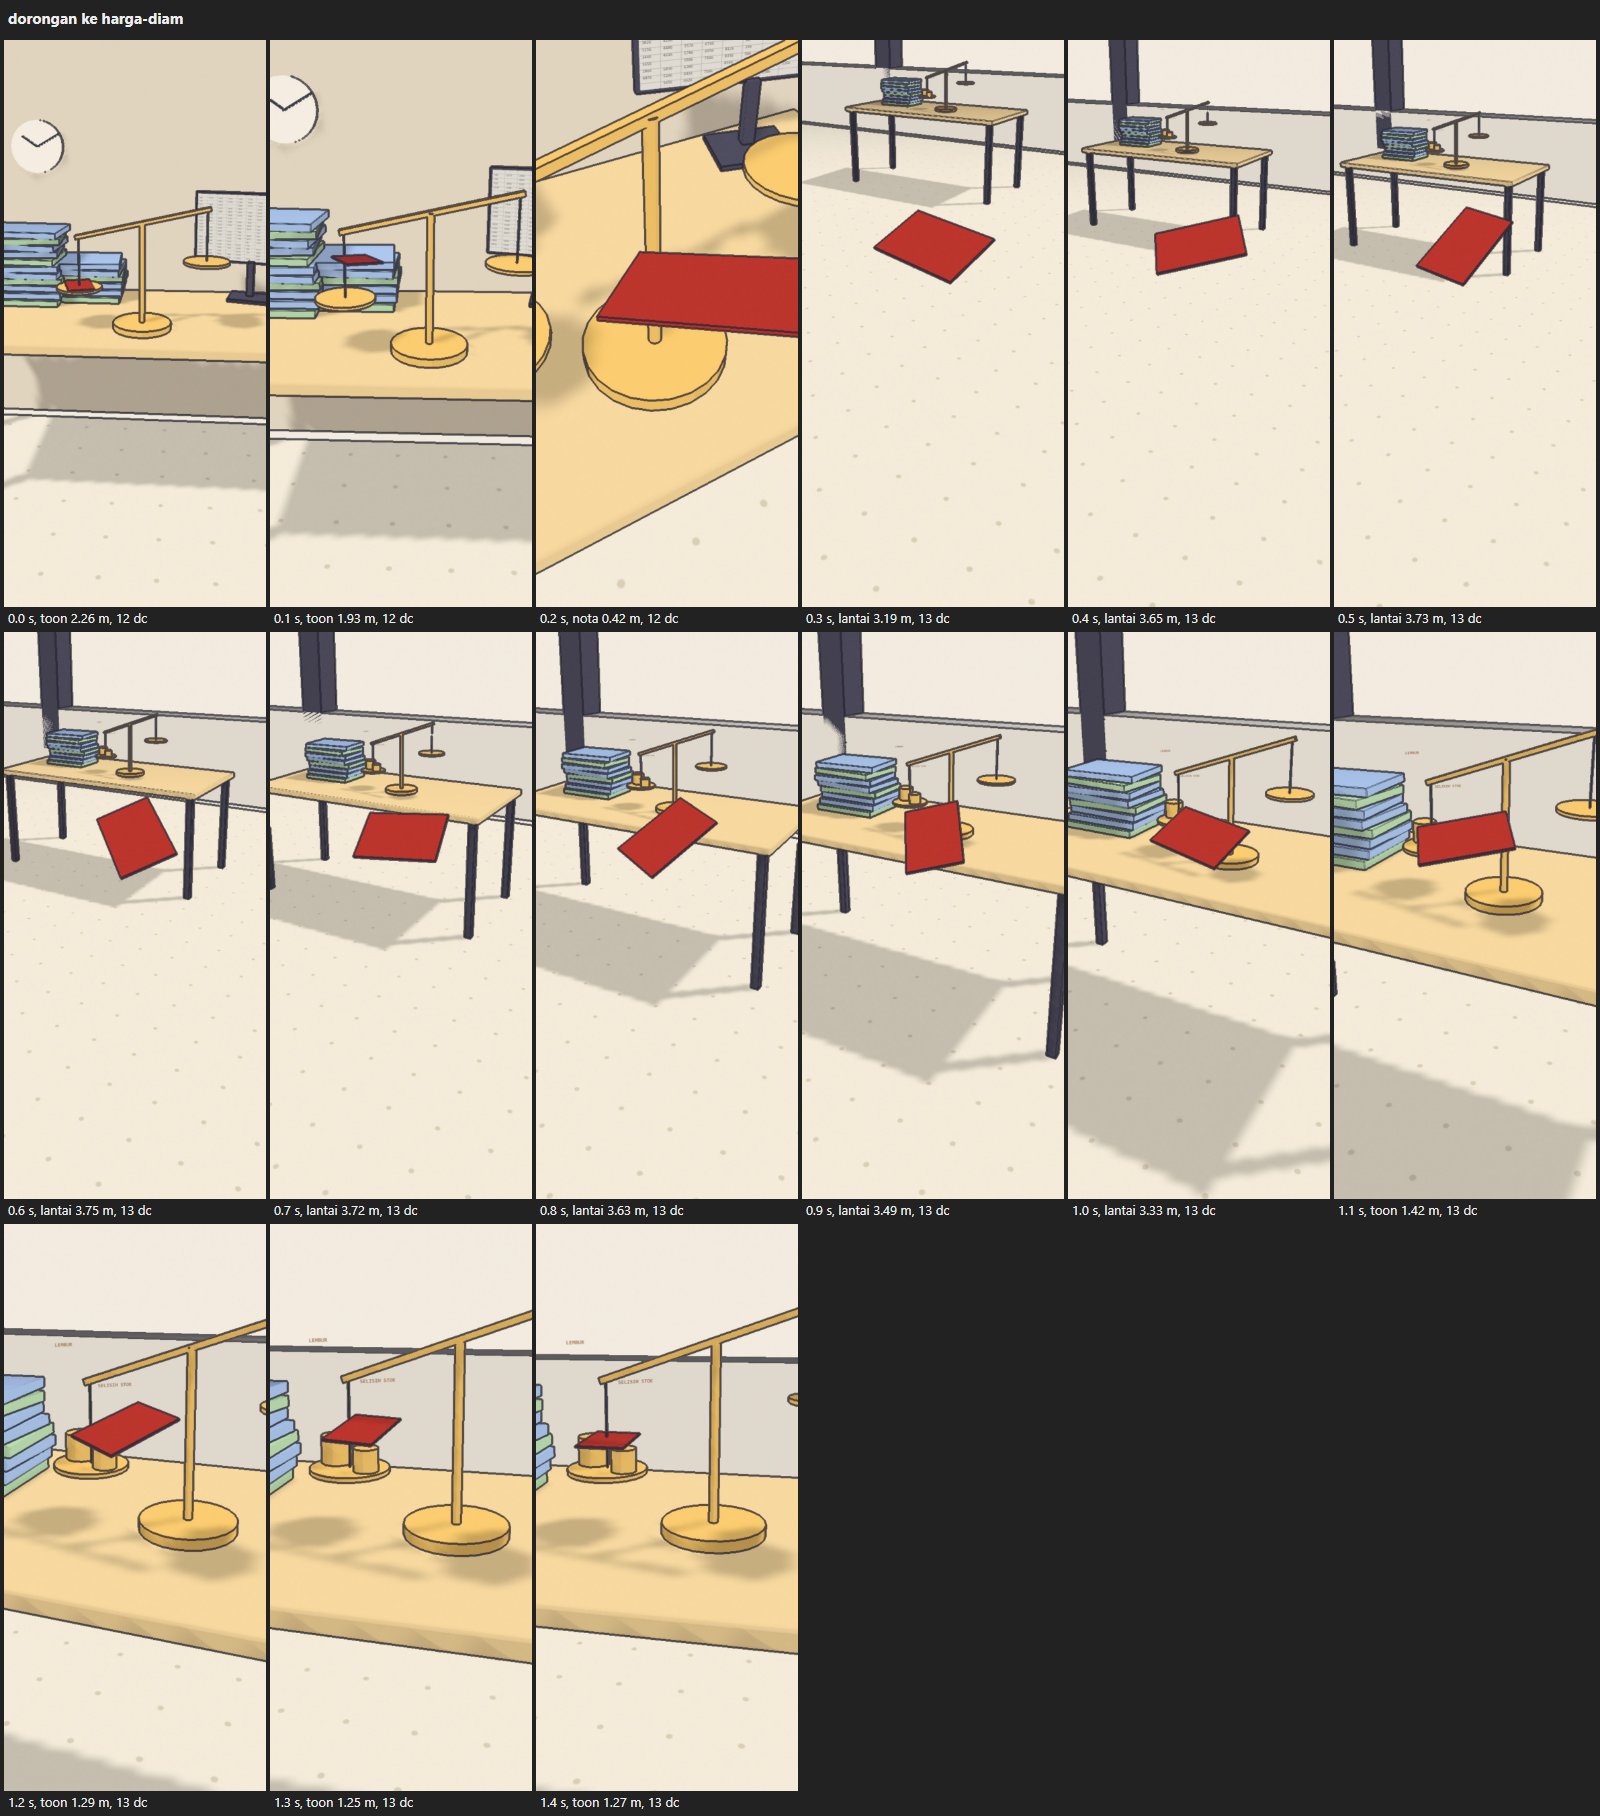 dorongan ke harga-diam
0.0 s, toon 2.26 m, 12 dc
0.1 s, toon 1.93 m, 12 dc
0.2 s, nota 0.42 m, 12 dc
0.3 s, lantai 3.19 m, 13 dc
0.4 s, lantai 3.65 m, 13 dc
0.5 s, lantai 3.73 m, 13 dc
0.6 s, lantai 3.75 m, 13 dc
0.7 s, lantai 3.72 m, 13 dc
0.8 s, lantai 3.63 m, 13 dc
0.9 s, lantai 3.49 m, 13 dc
1.0 s, lantai 3.33 m, 13 dc
LEMBUR
1.1 s, toon 1.42 m, 13 dc
LEMBUR
SELISIH STOK
1.2 s, toon 1.29 m, 13 dc
LEMBUR
SELISIH STOK
1.3 s, toon 1.25 m, 13 dc
LEMBUR
SELISIH STOK
1.4 s, toon 1.27 m, 13 dc